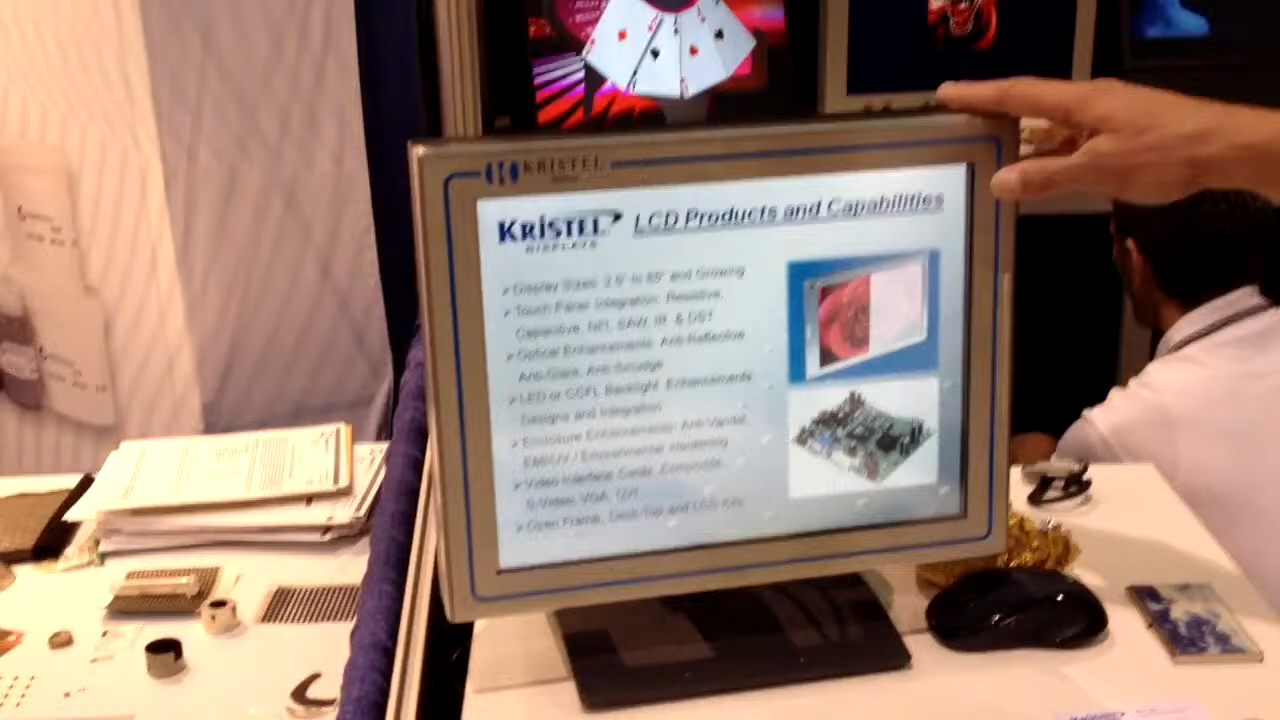 KRISTEL
KRISTEL LCD Products and Capabilities
DISPLAYS
➢ Display Sizes: 2.5" to 65" and Growing
➢ Touch Panel Integration: Resistive,
Capacitive, NFI, SAW, IR, & DST
➢ Optical Enhancements: Anti-Reflective
Anti-Glare, Anti-Smudge
➢ LED or CCFL Backlight Enhancements
Designs and Integration
➢ Enclosure Enhancements: Anti-Vandal,
EMI/UV / Environmental Hardening
➢ Video Interface Cards: Composite,
S-Video, VGA, DVI
➢ Open Frame, Desk Top and LCD Kits